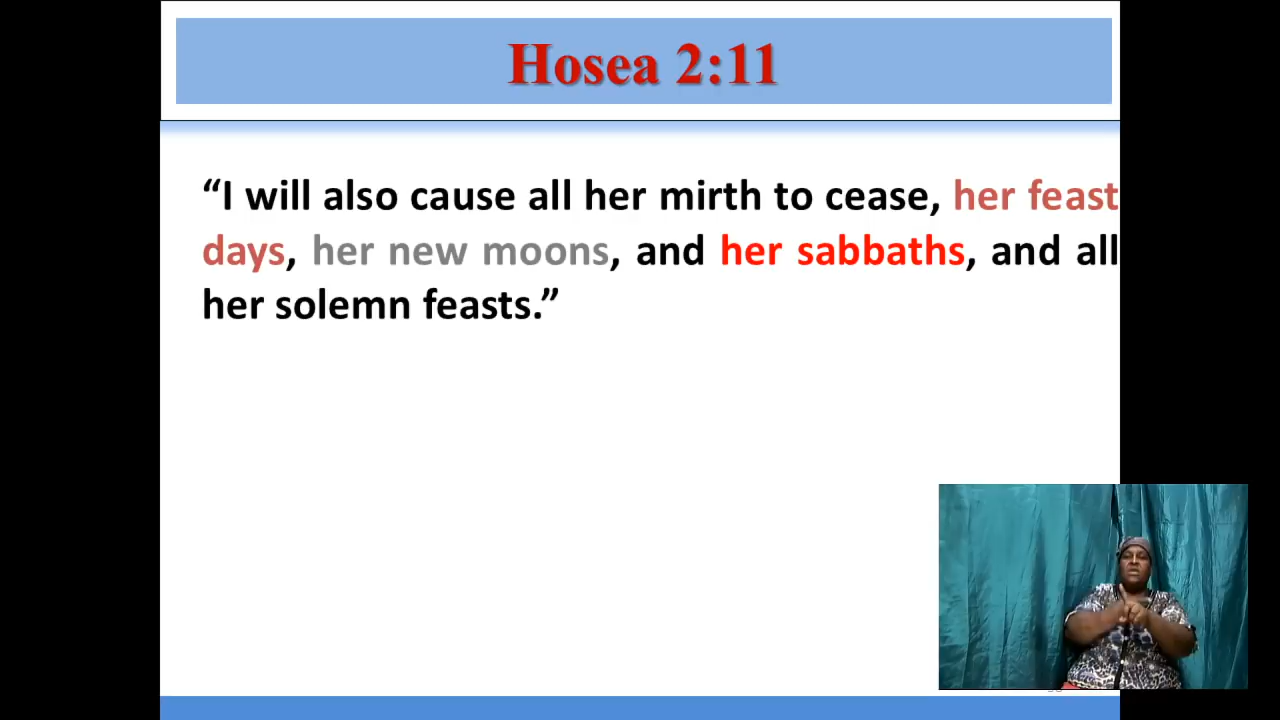 Hosea 2:11
“I will also cause all her mirth to cease, her feast
days, her new moons, and her sabbaths, and all
her solemn feasts.”